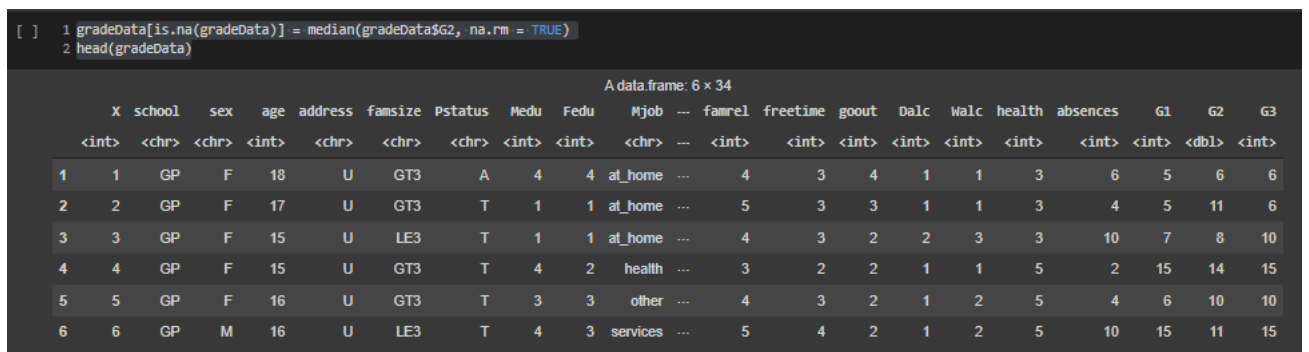 [ ] 1 gradeData[is.na(gradeData)] = median(gradeData$G2, na.rm = TRUE)
2 head(gradeData)
A data.frame: 6 × 34
X school sex age address famsize Pstatus Medu Fedu Mjob ⋯ famrel freetime goout Dalc Walc health absences G1 G2 G3
<int> <chr> <chr> <int> <chr> <chr> <chr> <int> <int> <chr> ⋯ <int> <int> <int> <int> <int> <int> <int> <int> <dbl> <int>
1 1 GP F 18 U GT3 A 4 4 at_home ⋯ 4 3 4 1 1 3 6 5 6 6
2 2 GP F 17 U GT3 T 1 1 at_home ⋯ 5 3 3 1 1 3 4 5 11 6
3 3 GP F 15 U LE3 T 1 1 at_home ⋯ 4 3 2 2 3 3 10 7 8 10
4 4 GP F 15 U GT3 T 4 2 health ⋯ 3 2 2 1 1 5 2 15 14 15
5 5 GP F 16 U GT3 T 3 3 other ⋯ 4 3 2 1 2 5 4 6 10 10
6 6 GP M 16 U LE3 T 4 3 services ⋯ 5 4 2 1 2 5 10 15 11 15